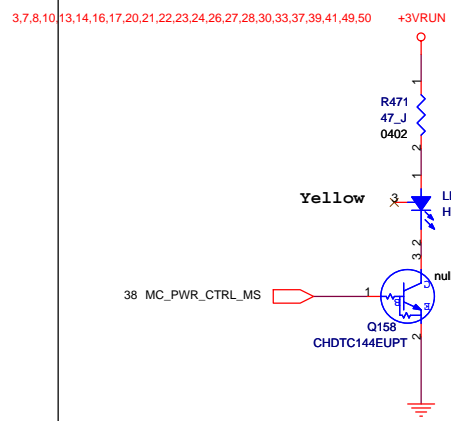 3,7,8,10,13,14,16,17,20,21,22,23,24,26,27,28,30,33,37,39,41,49,50 +3VRUN
1
R471
47_J
0402
2
1
Yellow
3
2
3
38 MC_PWR_CTRL_MS
1
C
B
E
Q158
CHDTC144EUPT
2